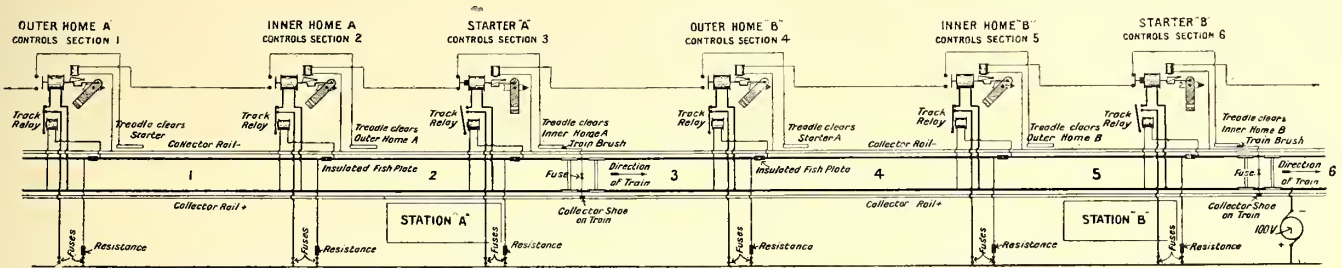 OUTER HOME "A"
CONTROLS SECTION 1
INNER HOME A
CONTROLS SECTION 2
STARTER "A"
CONTROLS SECTION 3
OUTER HOME "B"
CONTROLS SECTION 4
INNER HOME "B"
CONTROLS SECTION 5
STARTER "B"
CONTROLS SECTION 6
Track
Relay
Treadle clears
Starter
Collector Rail-
Track
Relay
Treadle clears
Outer Home A
Track
Relay
Treadle clears
Inner Home A
Train Brush
Track
Relay
Treadle clears
Starter A
Collector Rail-
Track
Relay
Treadle clears
Outer Home B
Track
Relay
Treadle clears
Inner Home B
Train Brush
1
Insulated Fish Plate
2
Fuse
Direction
of Train
3
Insulated Fish Plate
4
5
Fuse
Direction
of Train
6
Collector Rail +
STATION "A"
Collector Shoe
on Train
Collector Rail +
STATION "B"
Collector Shoe
on Train
Fuses
Resistance
Fuses
Resistance
Fuses
Resistance
Fuses
Resistance
Fuses
Resistance
Fuses
Resistance
-
100V
+